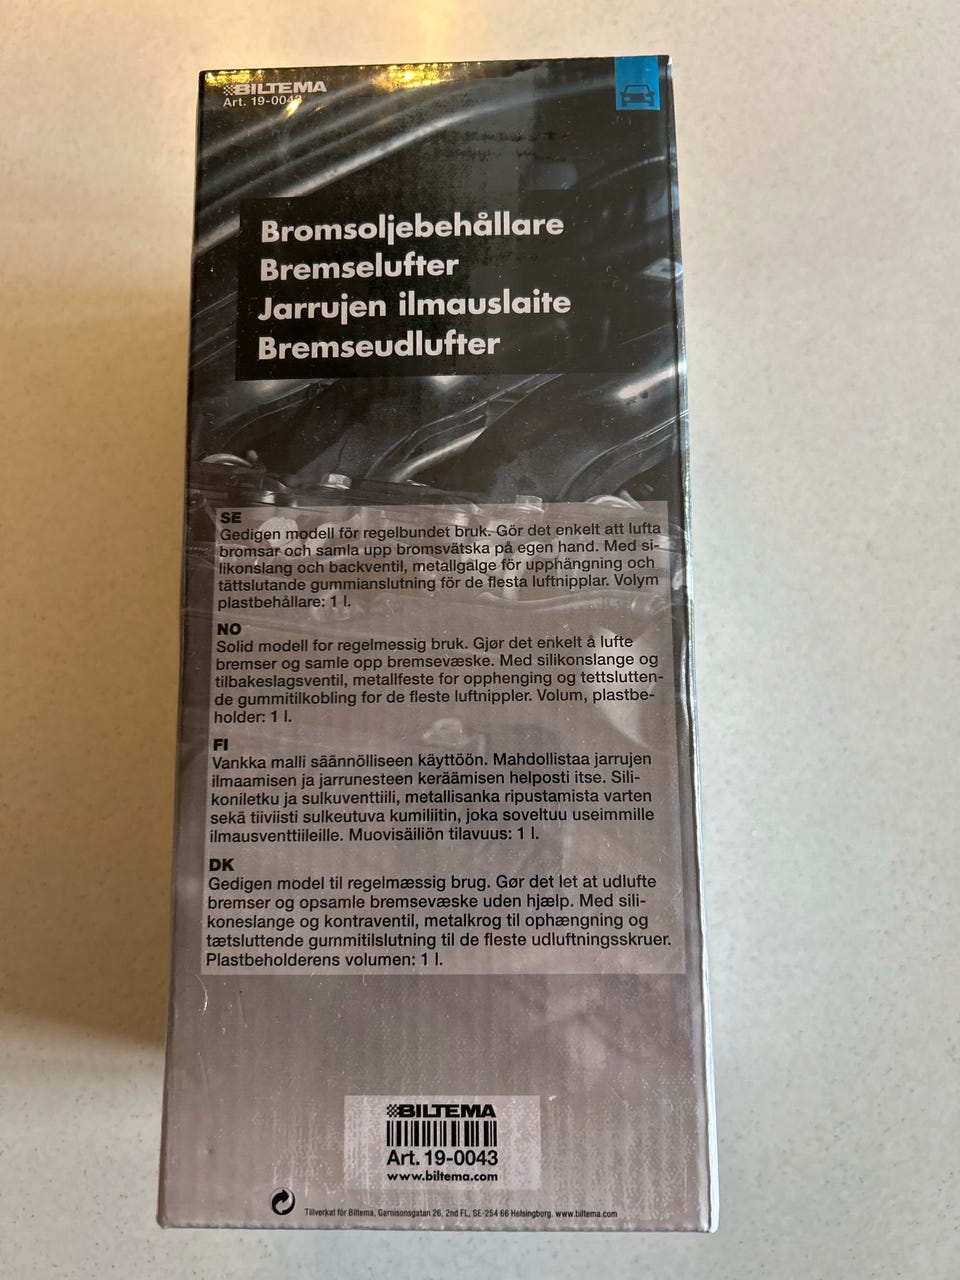 BILTEMA
Art. 19-0043
Bromsoljebehållare
Bremselufter
Jarrujen ilmauslaite
Bremseudlufter
SE
Gedigen modell för regelbundet bruk. Gör det enkelt att lufta
bromsar och samla upp bromsvätska på egen hand. Med si-
likonslang och backventil, metallgalge för upphängning och
tättslutande gummianslutning för de flesta luftnipplar. Volym
plastbehållare: 1 l.
NO
Solid modell for regelmessig bruk. Gjør det enkelt å lufte
bremser og samle opp bremsevæske. Med silikonslange og
tilbakeslagsventil, metallfeste for opphenging og tettslutten-
de gummitilkobling for de fleste luftnippler. Volum, plastbe-
holder: 1 l.
FI
Vankka malli säännölliseen käyttöön. Mahdollistaa jarrujen
ilmaamisen ja jarrunesteen keräämisen helposti itse. Sili-
koniletku ja sulkuventtiili, metallisanka ripustamista varten
sekä tiiviisti sulkeutuva kumiliitin, joka soveltuu useimmille
ilmausventtiileille. Muovisäiliön tilavuus: 1 l.
DK
Gedigen model til regelmæssig brug. Gør det let at udlufte
bremser og opsamle bremsevæske uden hjælp. Med sili-
koneslange og kontraventil, metalkrog til ophængning og
tætsluttende gummitilslutning til de fleste udluftningsskruer.
Plastbeholderens volumen: 1 l.
BILTEMA
Art. 19-0043
www.biltema.com
Tillverkat för Biltema, Garnisonsgatan 26, 2nd FL, SE-254 66 Helsingborg. www.biltema.com